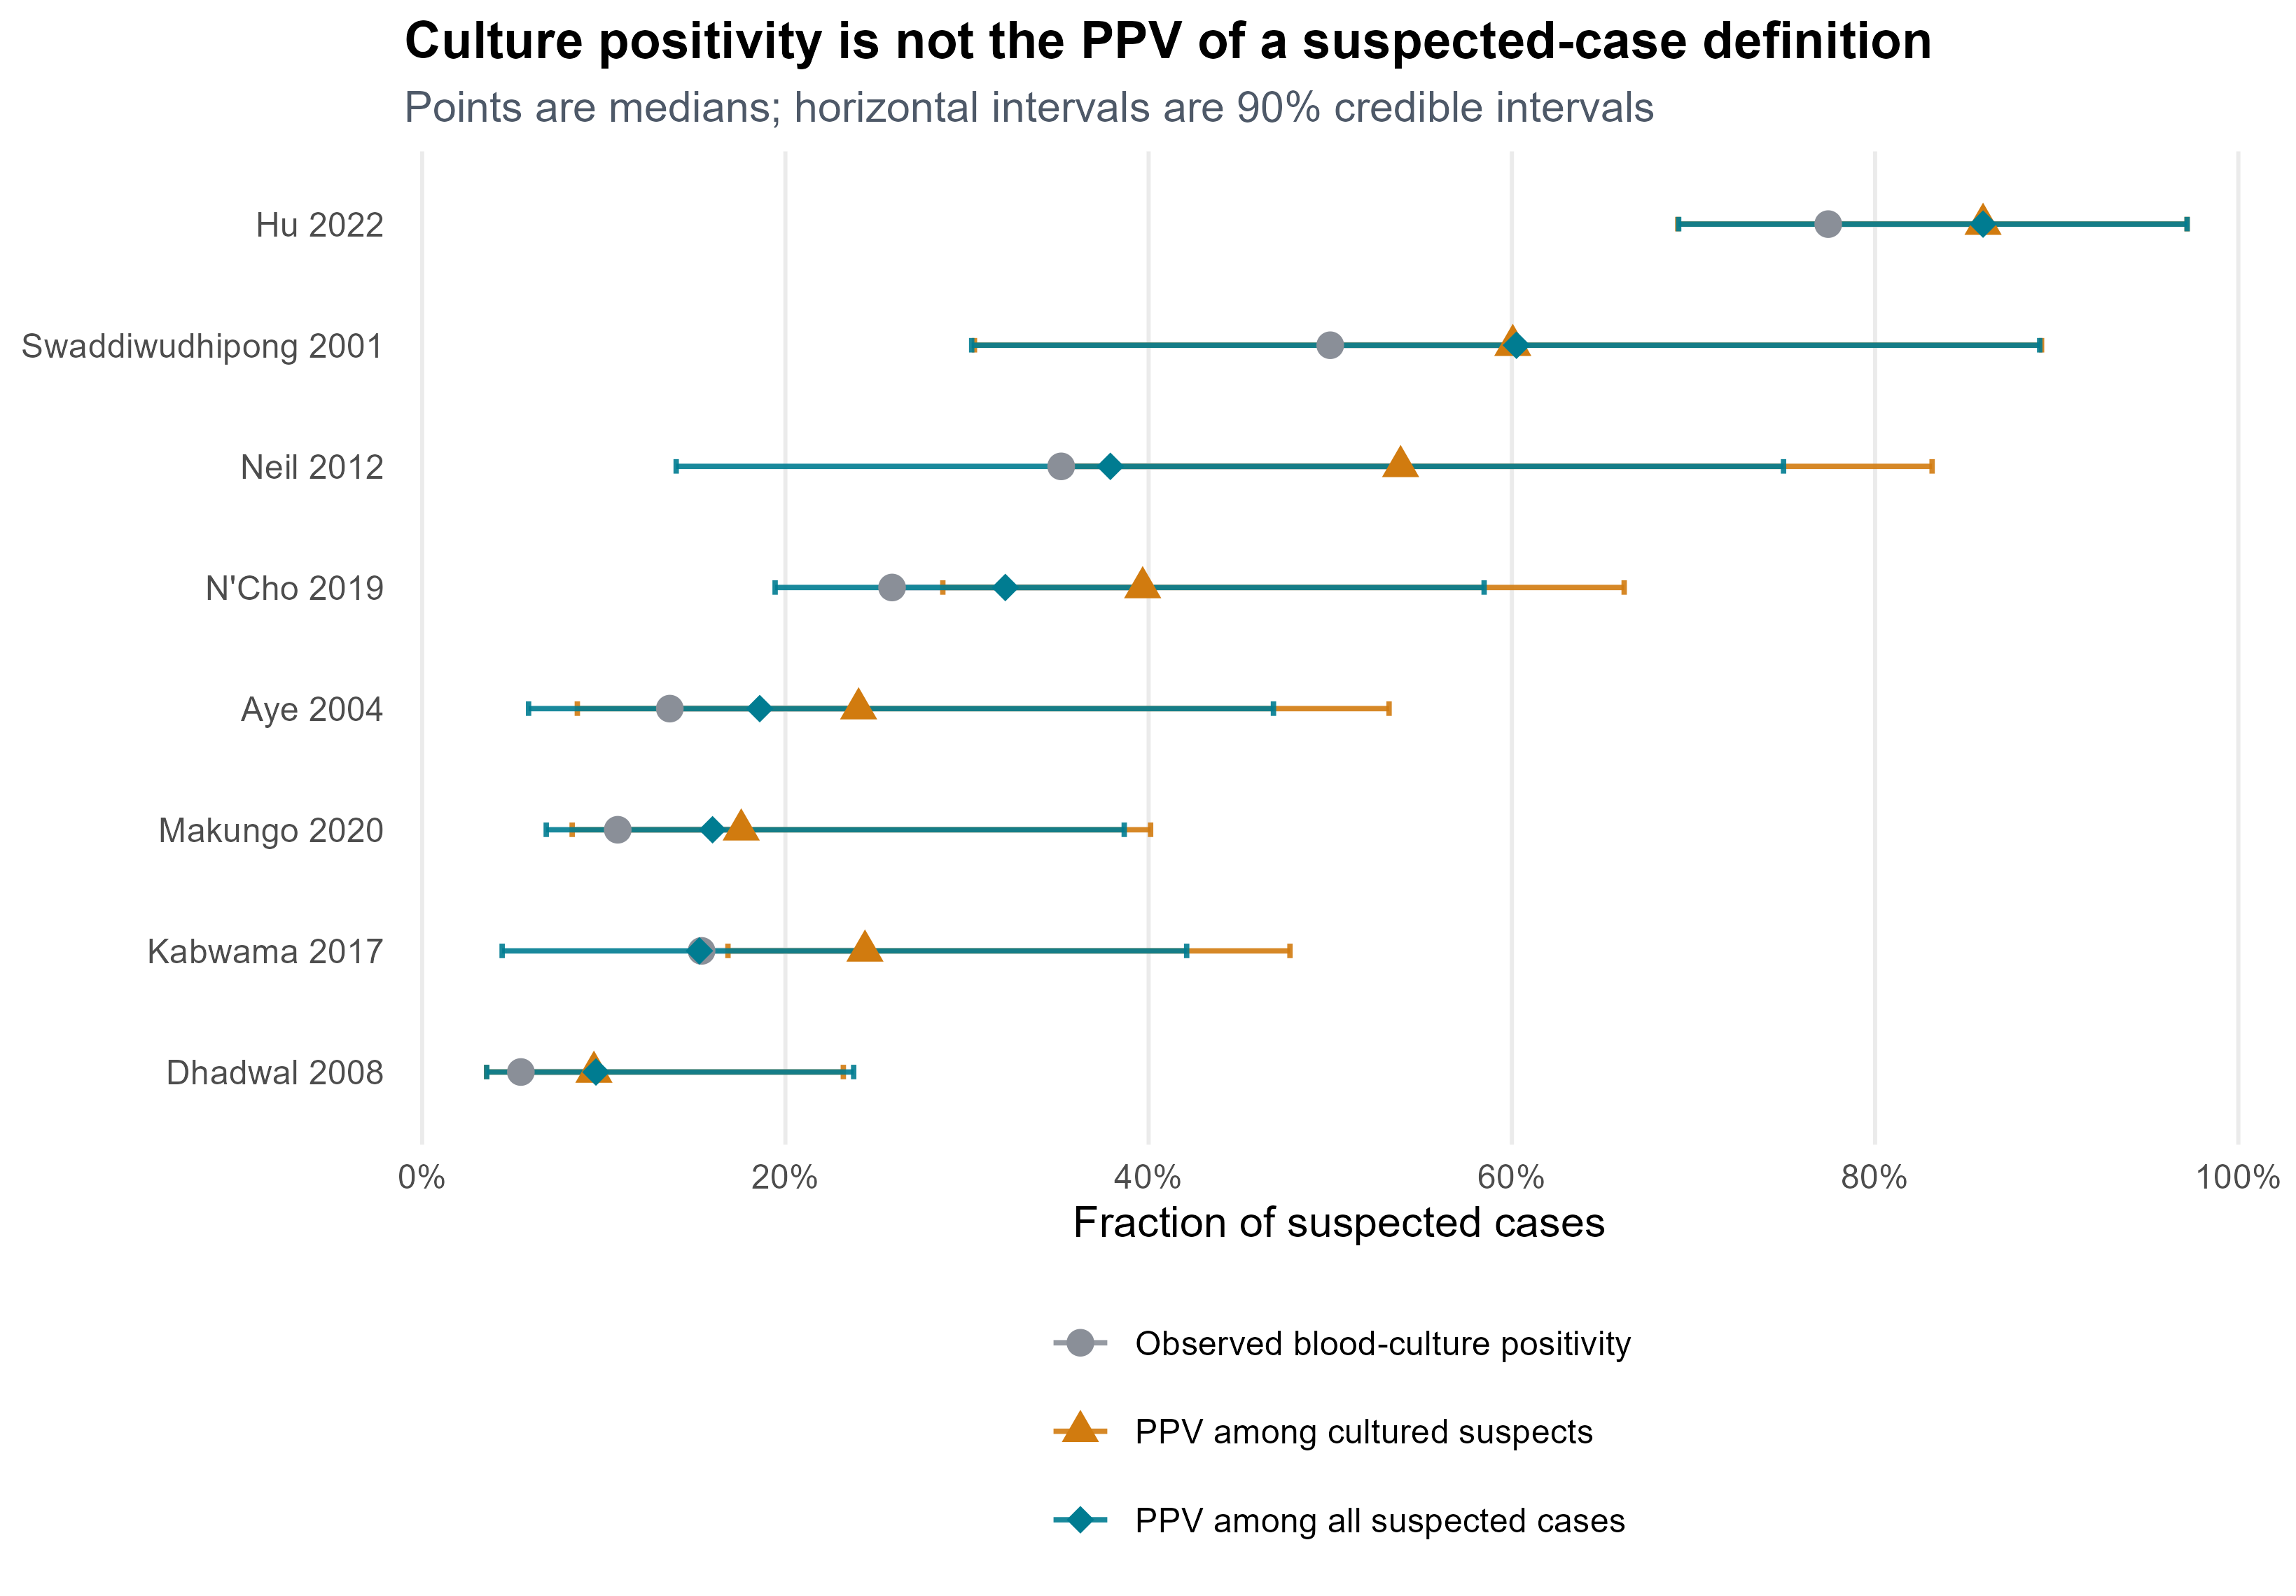 Culture positivity is not the PPV of a suspected-case definition
Points are medians; horizontal intervals are 90% credible intervals
Hu 2022
Swaddiwudhipong 2001
Neil 2012
N'Cho 2019
Aye 2004
Makungo 2020
Kabwama 2017
Dhadwal 2008
0% 20% 40% 60% 80% 100%
Fraction of suspected cases
Observed blood-culture positivity
PPV among cultured suspects
PPV among all suspected cases